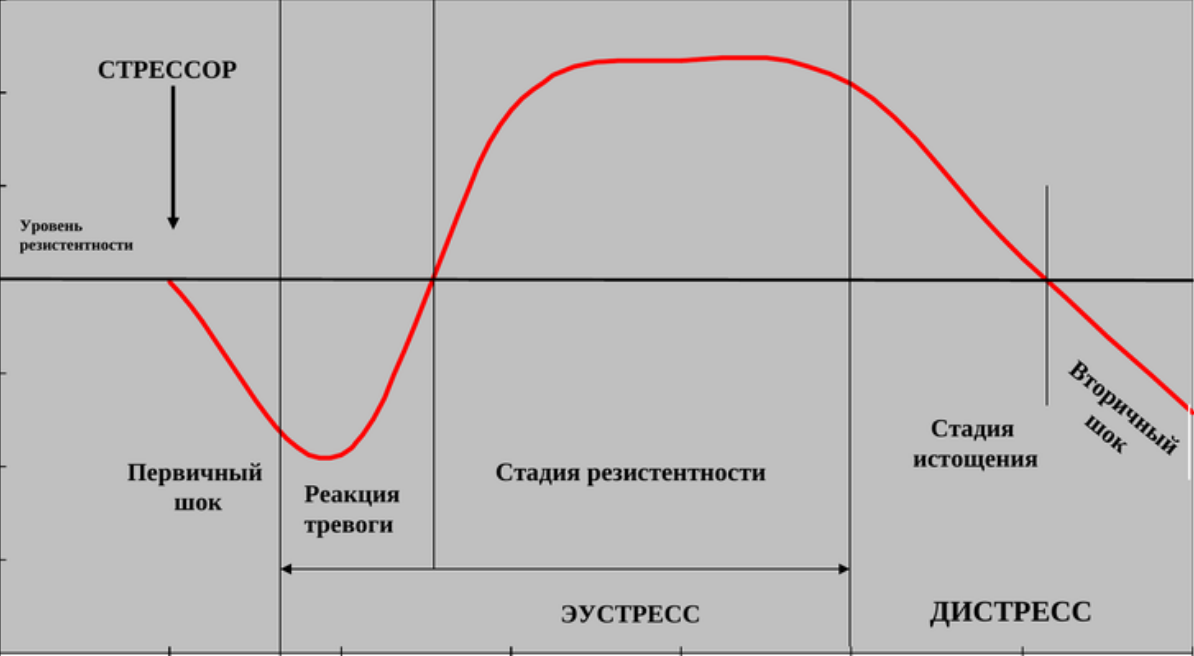 СТРЕССОР
Уровень
резистентности
Первичный
шок
Реакция
тревоги
Стадия резистентности
Стадия
истощения
Вторичный
шок
ЭУСТРЕСС
ДИСТРЕСС